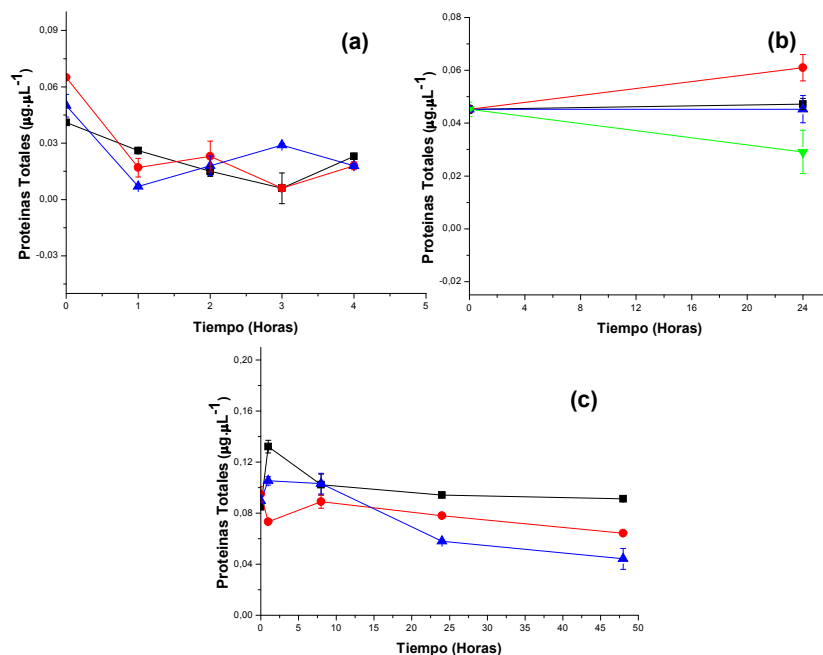 (a)
Proteinas Totales (µg.µL⁻¹)
0,09
0,06
0,03
0,00
-0,03
0 1 2 3 4 5
Tiempo (Horas)
(b)
Proteinas Totales (µg.µL⁻¹)
0,08
0,06
0,04
0,02
0,00
-0,02
0 4 8 12 16 20 24
Tiempo (Horas)
(c)
Proteinas Totales (µg.µL⁻¹)
0,20
0,16
0,12
0,08
0,04
0,00
0 5 10 15 20 25 30 35 40 45 50
Tiempo (Horas)